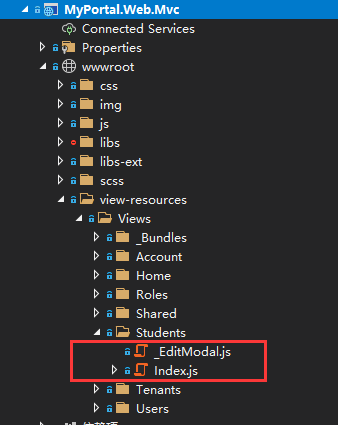 MyPortal.Web.Mvc
Connected Services
Properties
wwwroot
css
img
js
libs
libs-ext
scss
view-resources
Views
_Bundles
Account
Home
Roles
Shared
Students
_EditModal.js
Index.js
Tenants
Users